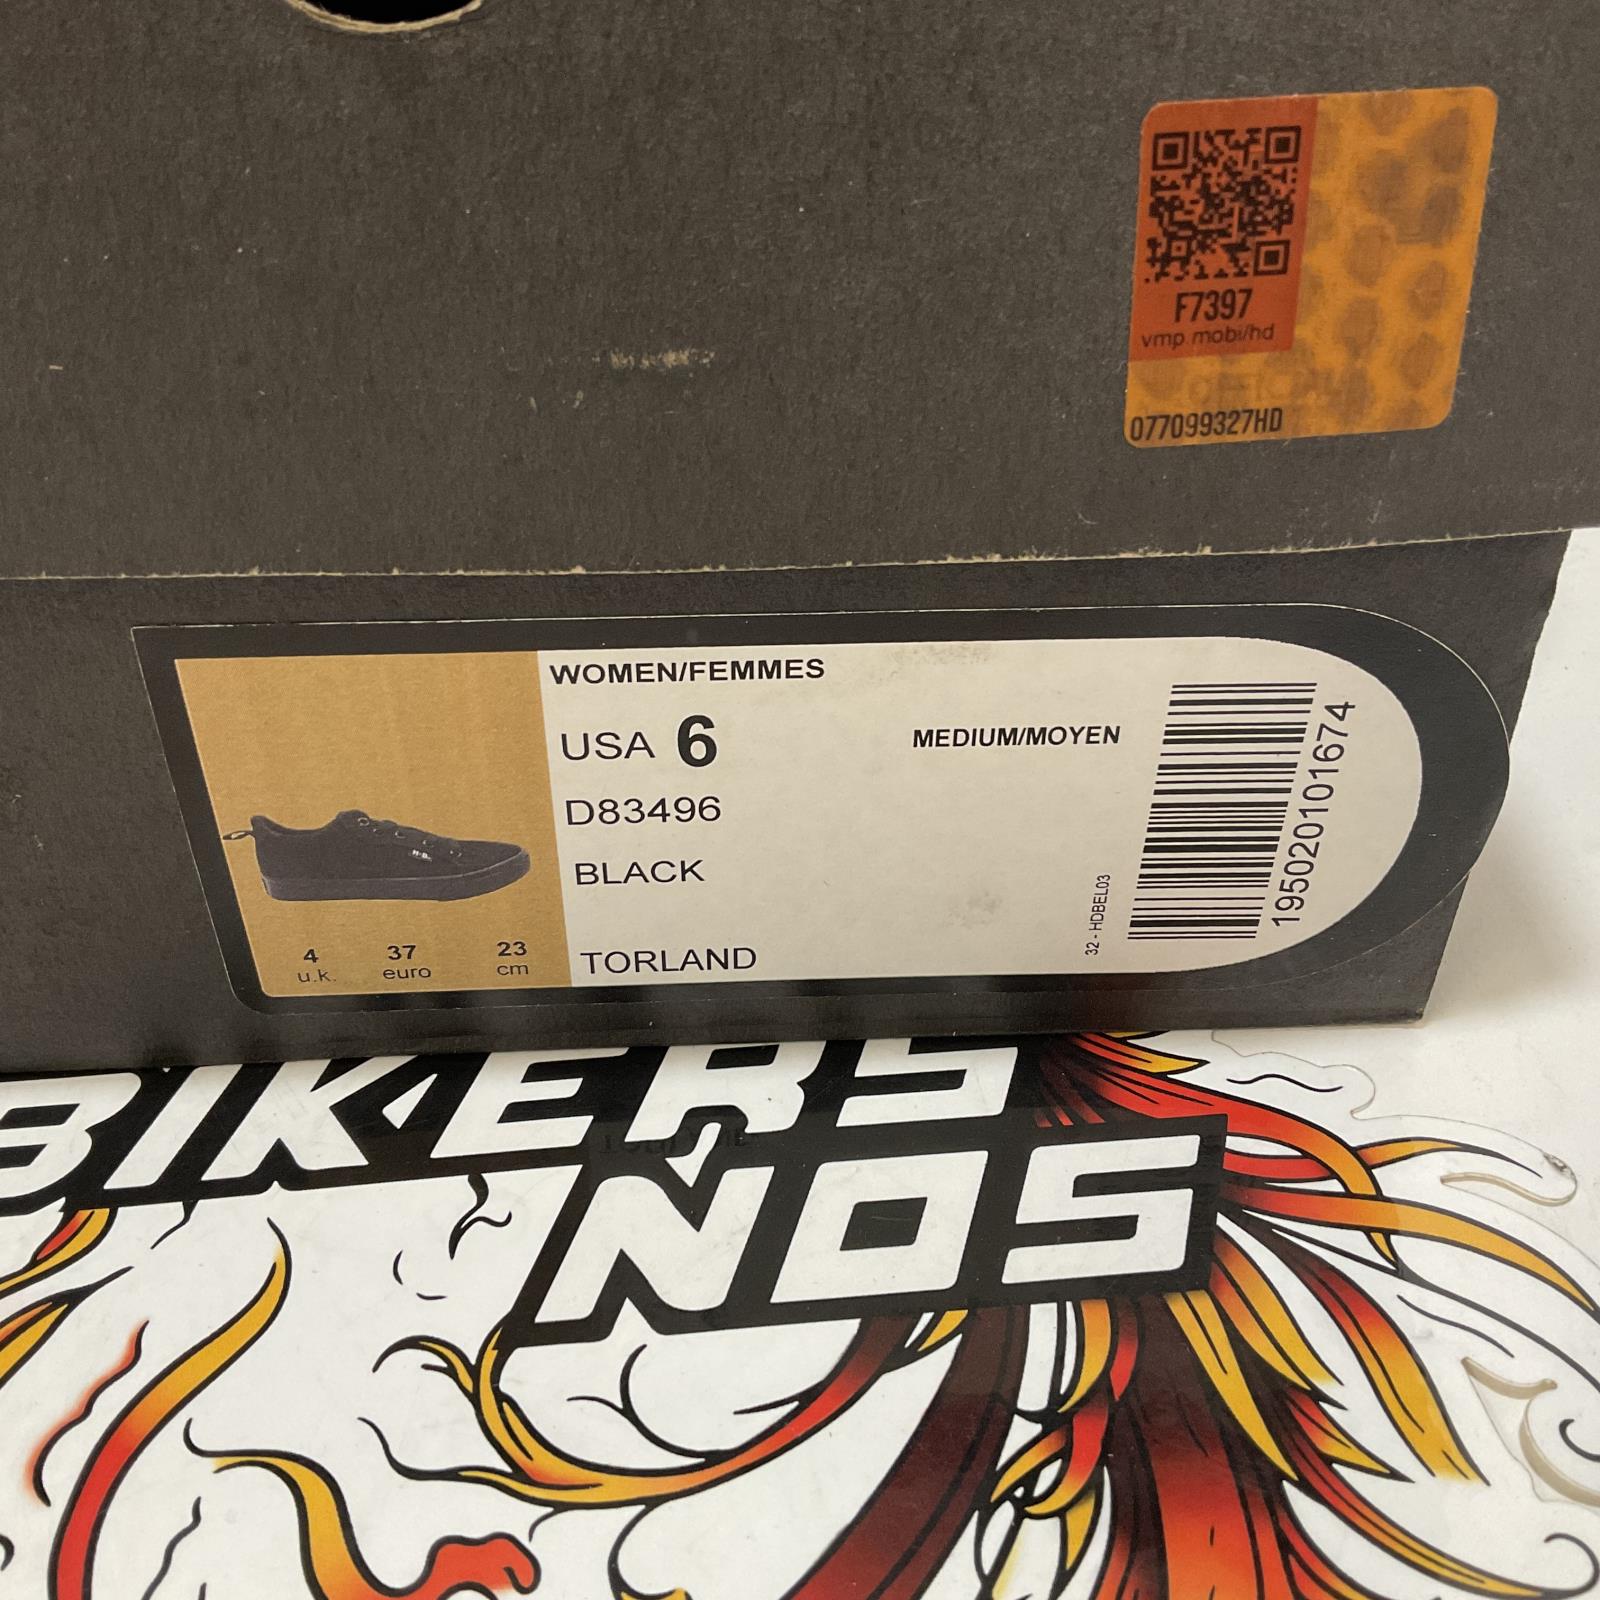 F7397
vmp.mobi/hd
077099327HD
WOMEN/FEMMES
USA 6
MEDIUM/MOYEN
D83496
BLACK
TORLAND
4 37 23
u.k. euro cm
32 - HDBEL03
195020101674
BIKERS
NOS